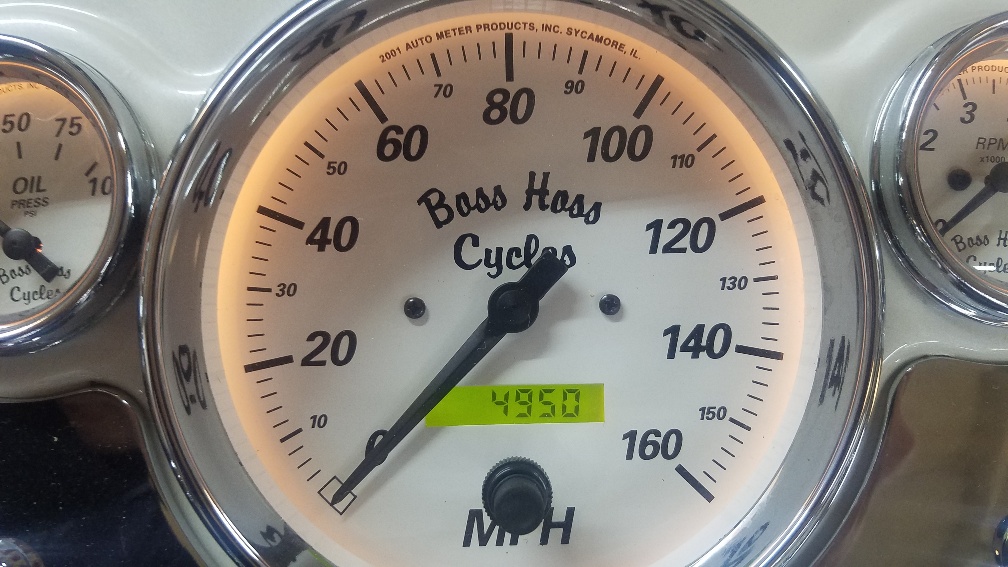 2001 AUTO METER PRODUCTS, INC. SYCAMORE, IL.
70
80
90
60
100
50
110
Boss Hoss
Cycles
40
120
30
130
20
140
4950
10
150
0
160
MPH
50
75
10
OIL
PRESS
PSI
Boss Hoss
Cycles
3
2
RPM
x1000
0
Boss